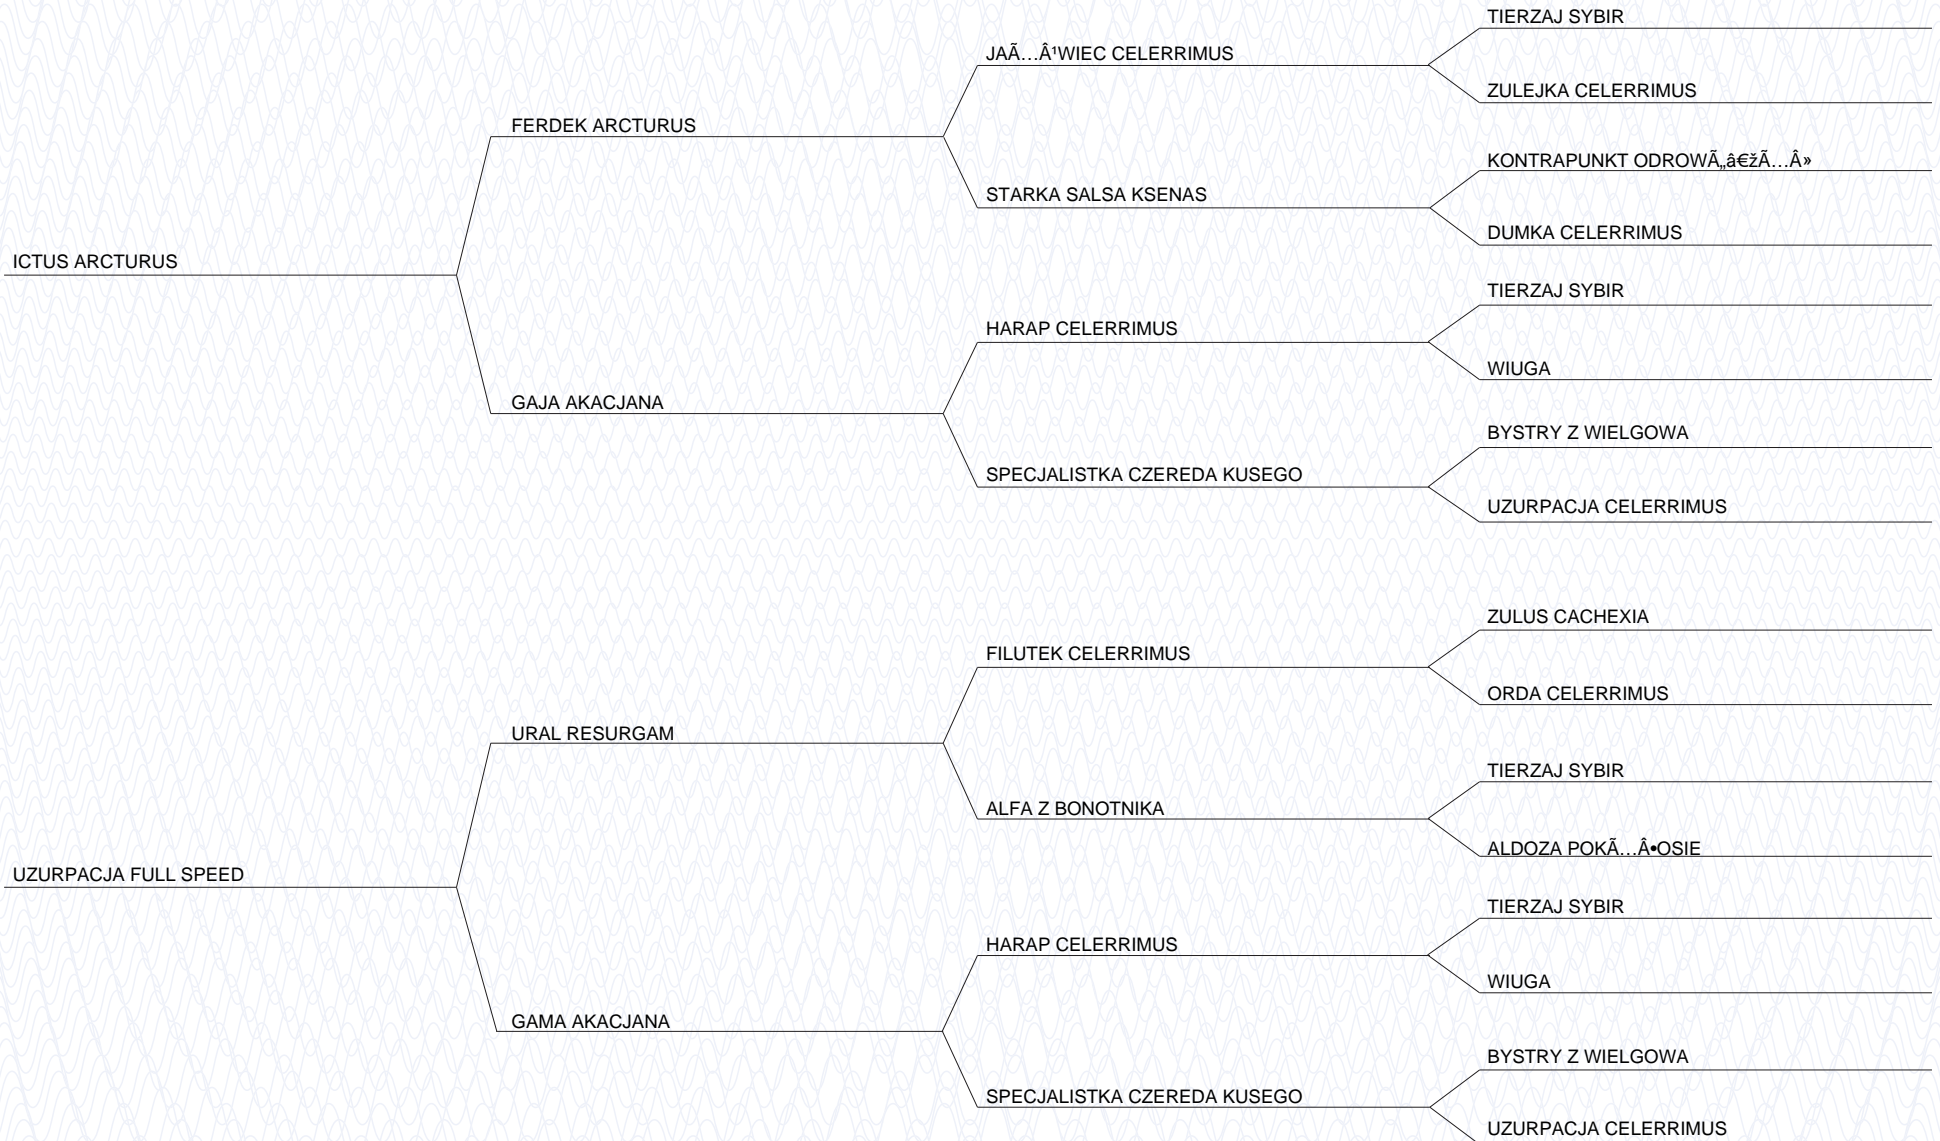 TIERZAJ SYBIR
JAÃ…Â¹WIEC CELERRIMUS
ZULEJKA CELERRIMUS
FERDEK ARCTURUS
KONTRAPUNKT ODROWÃ„â€žÃ…Â»
STARKA SALSA KSENAS
DUMKA CELERRIMUS
ICTUS ARCTURUS
TIERZAJ SYBIR
HARAP CELERRIMUS
WIUGA
GAJA AKACJANA
BYSTRY Z WIELGOWA
SPECJALISTKA CZEREDA KUSEGO
UZURPACJA CELERRIMUS
ZULUS CACHEXIA
FILUTEK CELERRIMUS
ORDA CELERRIMUS
URAL RESURGAM
TIERZAJ SYBIR
ALFA Z BONOTNIKA
ALDOZA POKÃ…Â•OSIE
UZURPACJA FULL SPEED
TIERZAJ SYBIR
HARAP CELERRIMUS
WIUGA
GAMA AKACJANA
BYSTRY Z WIELGOWA
SPECJALISTKA CZEREDA KUSEGO
UZURPACJA CELERRIMUS